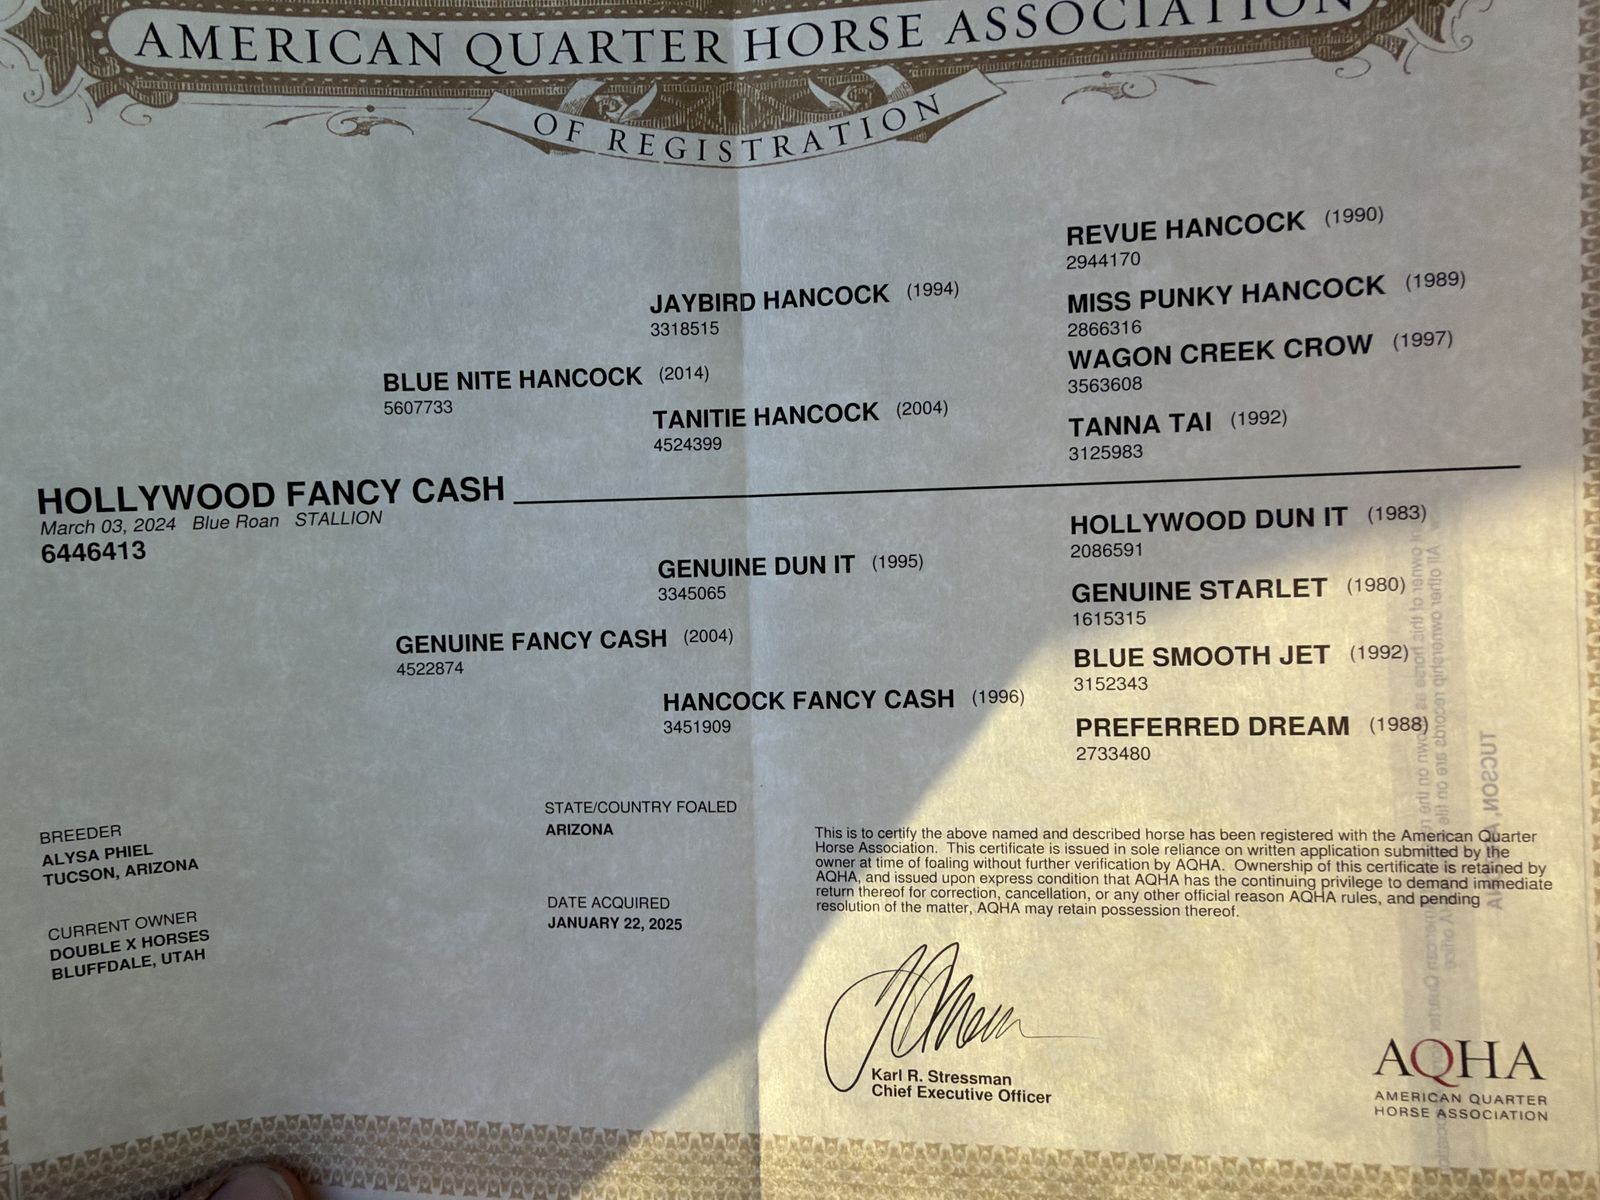 AMERICAN QUARTER HORSE ASSOCIATION
OF REGISTRATION
REVUE HANCOCK (1990)
2944170
JAYBIRD HANCOCK (1994)
3318515
MISS PUNKY HANCOCK (1989)
2866316
BLUE NITE HANCOCK (2014)
5607733
WAGON CREEK CROW (1997)
3563608
TANITIE HANCOCK (2004)
4524399
TANNA TAI (1992)
3125983
HOLLYWOOD FANCY CASH
March 03, 2024 Blue Roan STALLION
6446413
HOLLYWOOD DUN IT (1983)
2086591
GENUINE DUN IT (1995)
3345065
GENUINE STARLET (1980)
1615315
GENUINE FANCY CASH (2004)
4522874
BLUE SMOOTH JET (1992)
3152343
HANCOCK FANCY CASH (1996)
3451909
PREFERRED DREAM (1988)
2733480
BREEDER
ALYSA PHIEL
TUCSON, ARIZONA
STATE/COUNTRY FOALED
ARIZONA
CURRENT OWNER
DOUBLE X HORSES
BLUFFDALE, UTAH
DATE ACQUIRED
JANUARY 22, 2025
This is to certify the above named and described horse has been registered with the American Quarter
Horse Association. This certificate is issued in sole reliance on written application submitted by the
owner at time of foaling without further verification by AQHA. Ownership of this certificate is retained by
AQHA, and issued upon express condition that AQHA has the continuing privilege to demand immediate
return thereof for correction, cancellation, or any other official reason AQHA rules, and pending
resolution of the matter, AQHA may retain possession thereof.
Karl R. Stressman
Chief Executive Officer
AQHA
AMERICAN QUARTER
HORSE ASSOCIATION